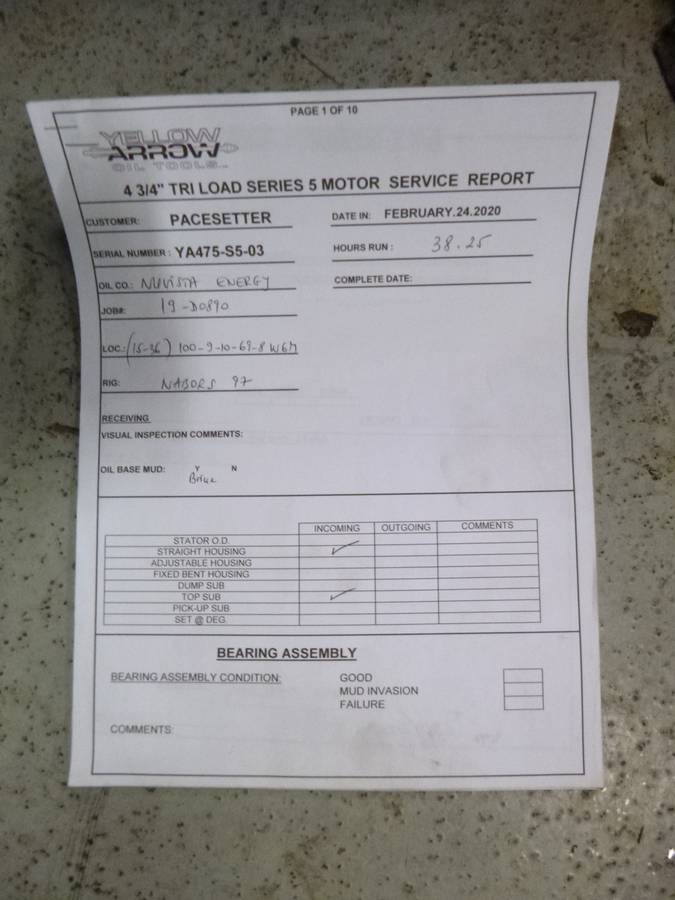 PAGE 1 OF 10
YELLOW
ARROW
OIL TOOLS
4 3/4" TRI LOAD SERIES 5 MOTOR SERVICE REPORT
CUSTOMER: PACESETTER DATE IN: FEBRUARY.24.2020
SERIAL NUMBER: YA475-S5-03 HOURS RUN: 38.25
OIL CO.: NUVISTA ENERGY COMPLETE DATE:
JOB#: 19-D0890
LOC.: (15-36) 100-9-10-69-8 W6M
RIG: NABORS 97
RECEIVING
VISUAL INSPECTION COMMENTS:
OIL BASE MUD: Y N
Brine
INCOMING OUTGOING COMMENTS
STATOR O.D.
STRAIGHT HOUSING ✓
ADJUSTABLE HOUSING
FIXED BENT HOUSING
DUMP SUB
TOP SUB ✓
PICK-UP SUB
SET @ DEG.
BEARING ASSEMBLY
BEARING ASSEMBLY CONDITION: GOOD
MUD INVASION
FAILURE
COMMENTS: